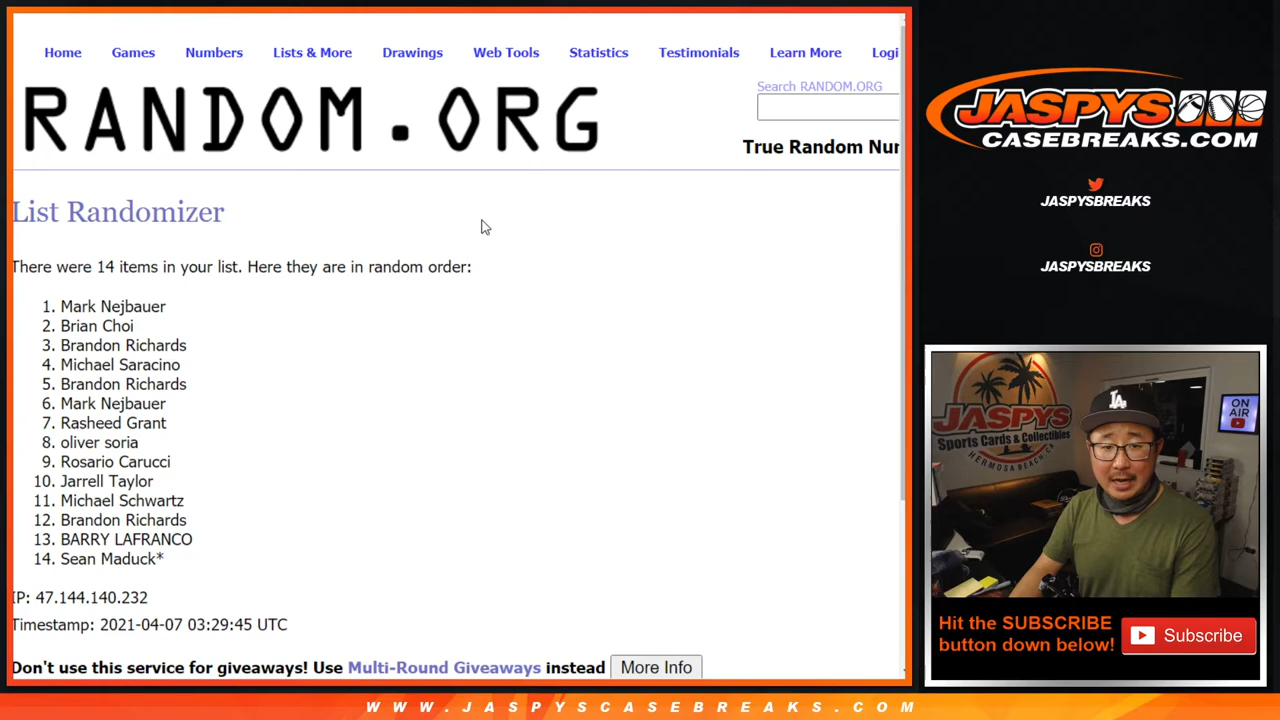 Home Games Numbers Lists & More Drawings Web Tools Statistics Testimonials Learn More Logi
RANDOM.ORG
Search RANDOM.ORG
True Random Nur
List Randomizer
There were 14 items in your list. Here they are in random order:
1. Mark Nejbauer
2. Brian Choi
3. Brandon Richards
4. Michael Saracino
5. Brandon Richards
6. Mark Nejbauer
7. Rasheed Grant
8. oliver soria
9. Rosario Carucci
10. Jarrell Taylor
11. Michael Schwartz
12. Brandon Richards
13. BARRY LAFRANCO
14. Sean Maduck*
IP: 47.144.140.232
Timestamp: 2021-04-07 03:29:45 UTC
Don't use this service for giveaways! Use Multi-Round Giveaways instead More Info
JASPYS
CASEBREAKS.COM
JASPYSBREAKS
JASPYSBREAKS
JASPYS
Sports Cards & Collectibles
HERMOSA BEACH, CA
LA
ON
AIR
Hit the SUBSCRIBE
button down below!
Subscribe
WWW.JASPYSCASEBREAKS.COM